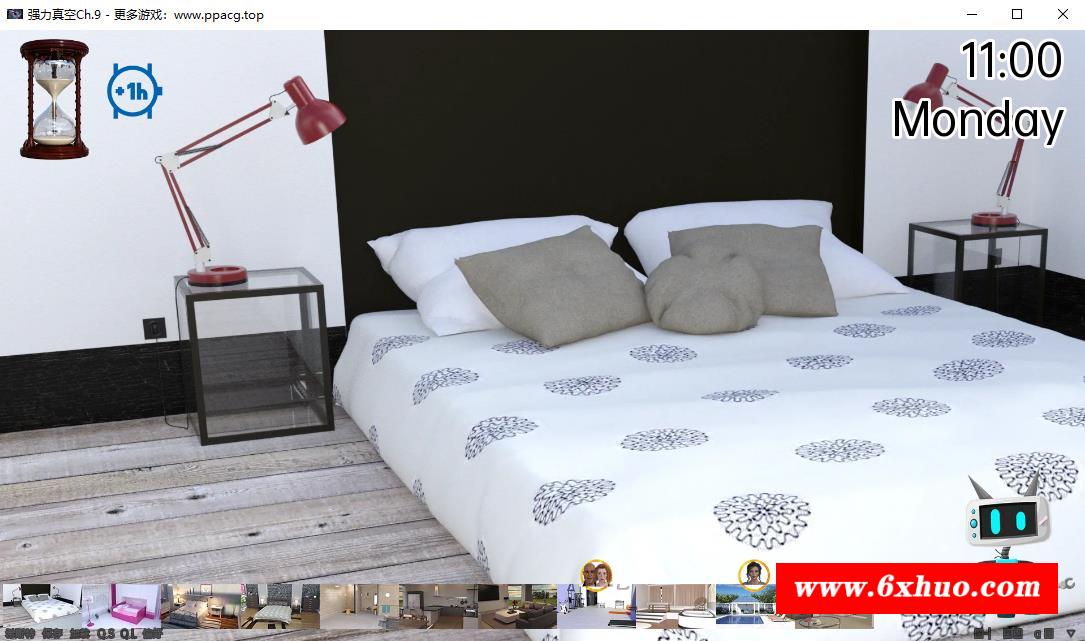 强力真空Ch.9 - 更多游戏：www.ppacg.top
+1h
11:00
Monday
www.6xhuo.com
Q.S Q.L